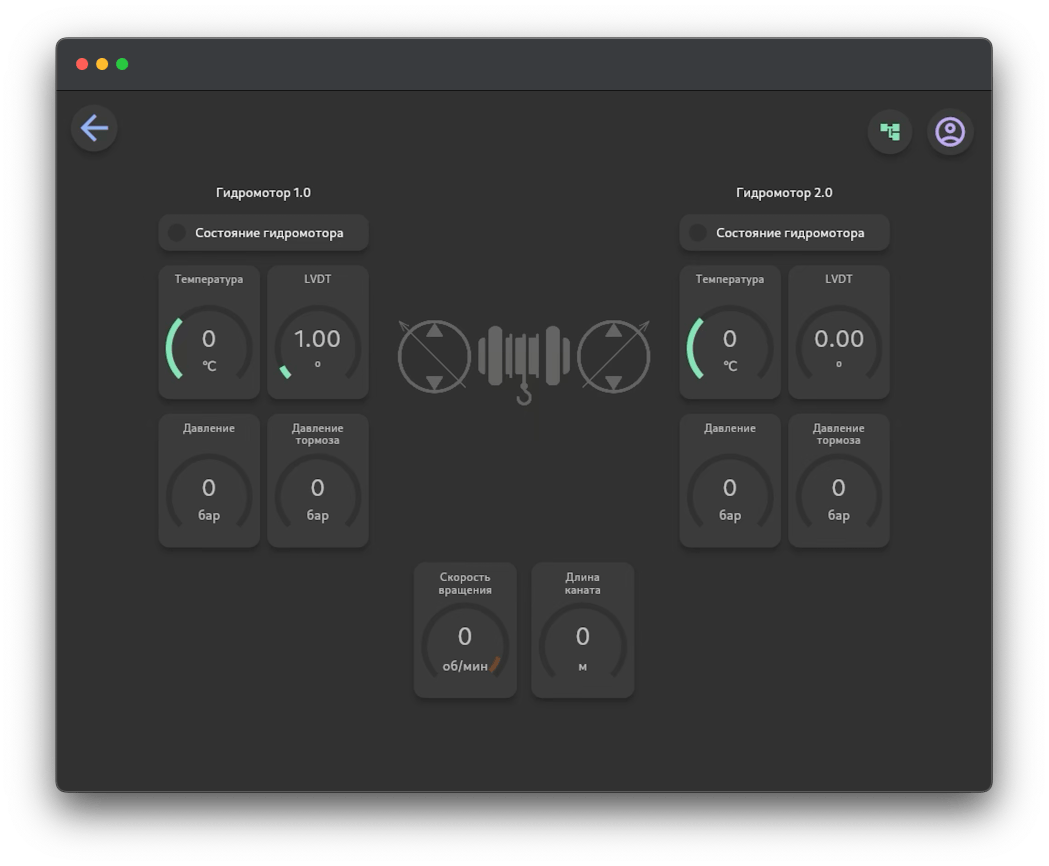 Гидромотор 1.0
Состояние гидромотора
Температура
0
°C
LVDT
1.00
°
Давление
0
бар
Давление
тормоза
0
бар
Гидромотор 2.0
Состояние гидромотора
Температура
0
°C
LVDT
0.00
°
Давление
0
бар
Давление
тормоза
0
бар
Скорость
вращения
0
об/мин
Длина
каната
0
м